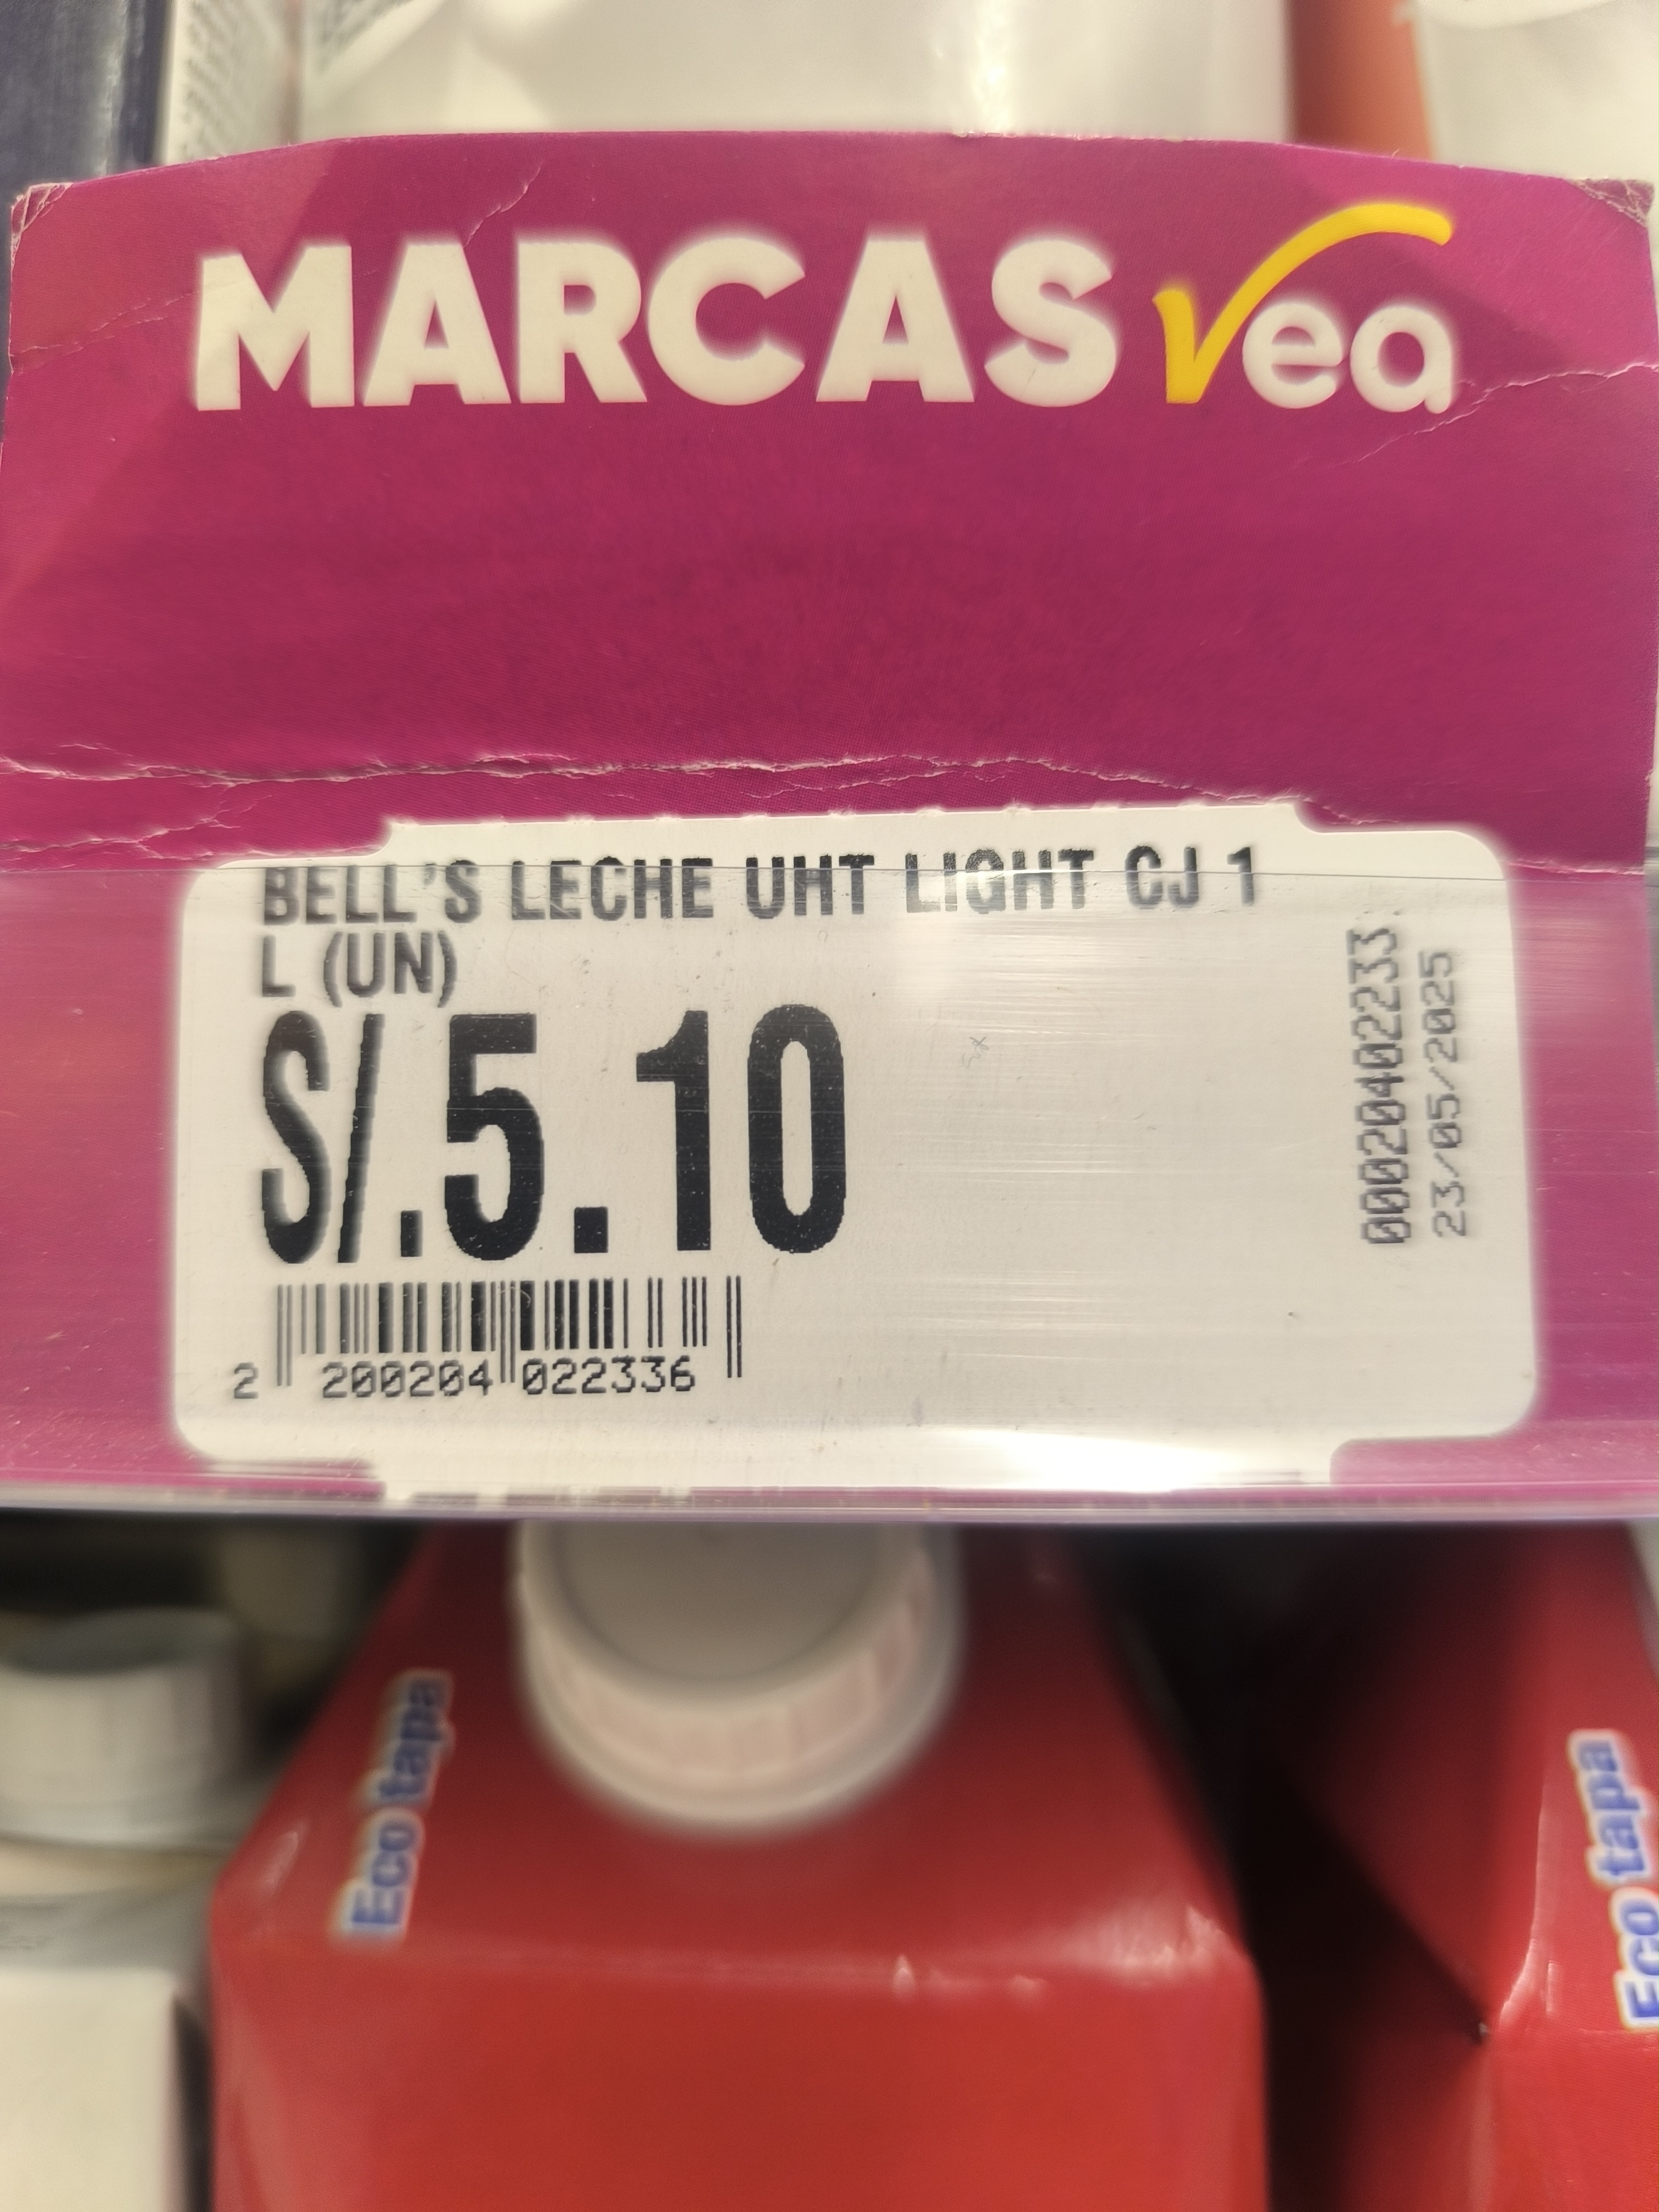 MARCAS vea
BELL'S LECHE UHT LIGHT CJ 1
L (UN)
S/.5.10
00020402233
23/05/2025
2 200204 022336
Eco tapa
Eco tapa